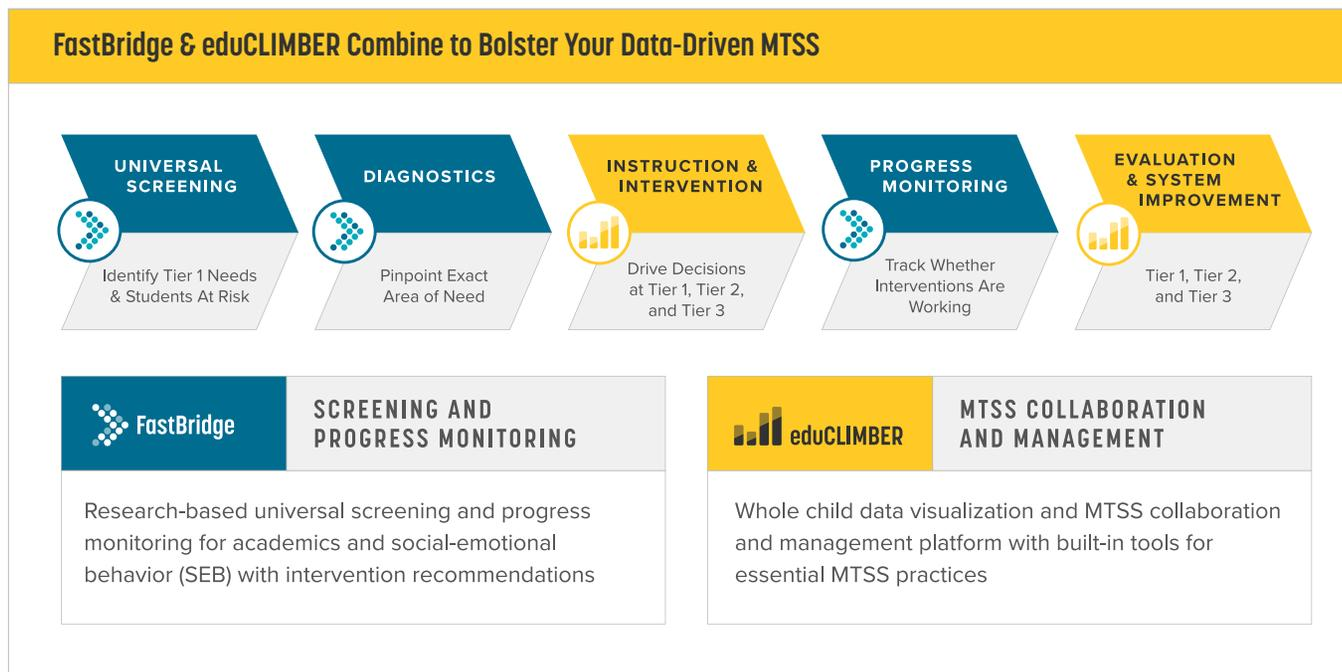 FastBridge & eduCLIMBER Combine to Bolster Your Data-Driven MTSS
UNIVERSAL
SCREENING
Identify Tier 1 Needs
& Students At Risk
DIAGNOSTICS
Pinpoint Exact
Area of Need
INSTRUCTION &
INTERVENTION
Drive Decisions
at Tier 1, Tier 2,
and Tier 3
PROGRESS
MONITORING
Track Whether
Interventions Are
Working
EVALUATION
& SYSTEM
IMPROVEMENT
Tier 1, Tier 2,
and Tier 3
FastBridge
SCREENING AND
PROGRESS MONITORING
Research-based universal screening and progress
monitoring for academics and social-emotional
behavior (SEB) with intervention recommendations
eduCLIMBER
MTSS COLLABORATION
AND MANAGEMENT
Whole child data visualization and MTSS collaboration
and management platform with built-in tools for
essential MTSS practices